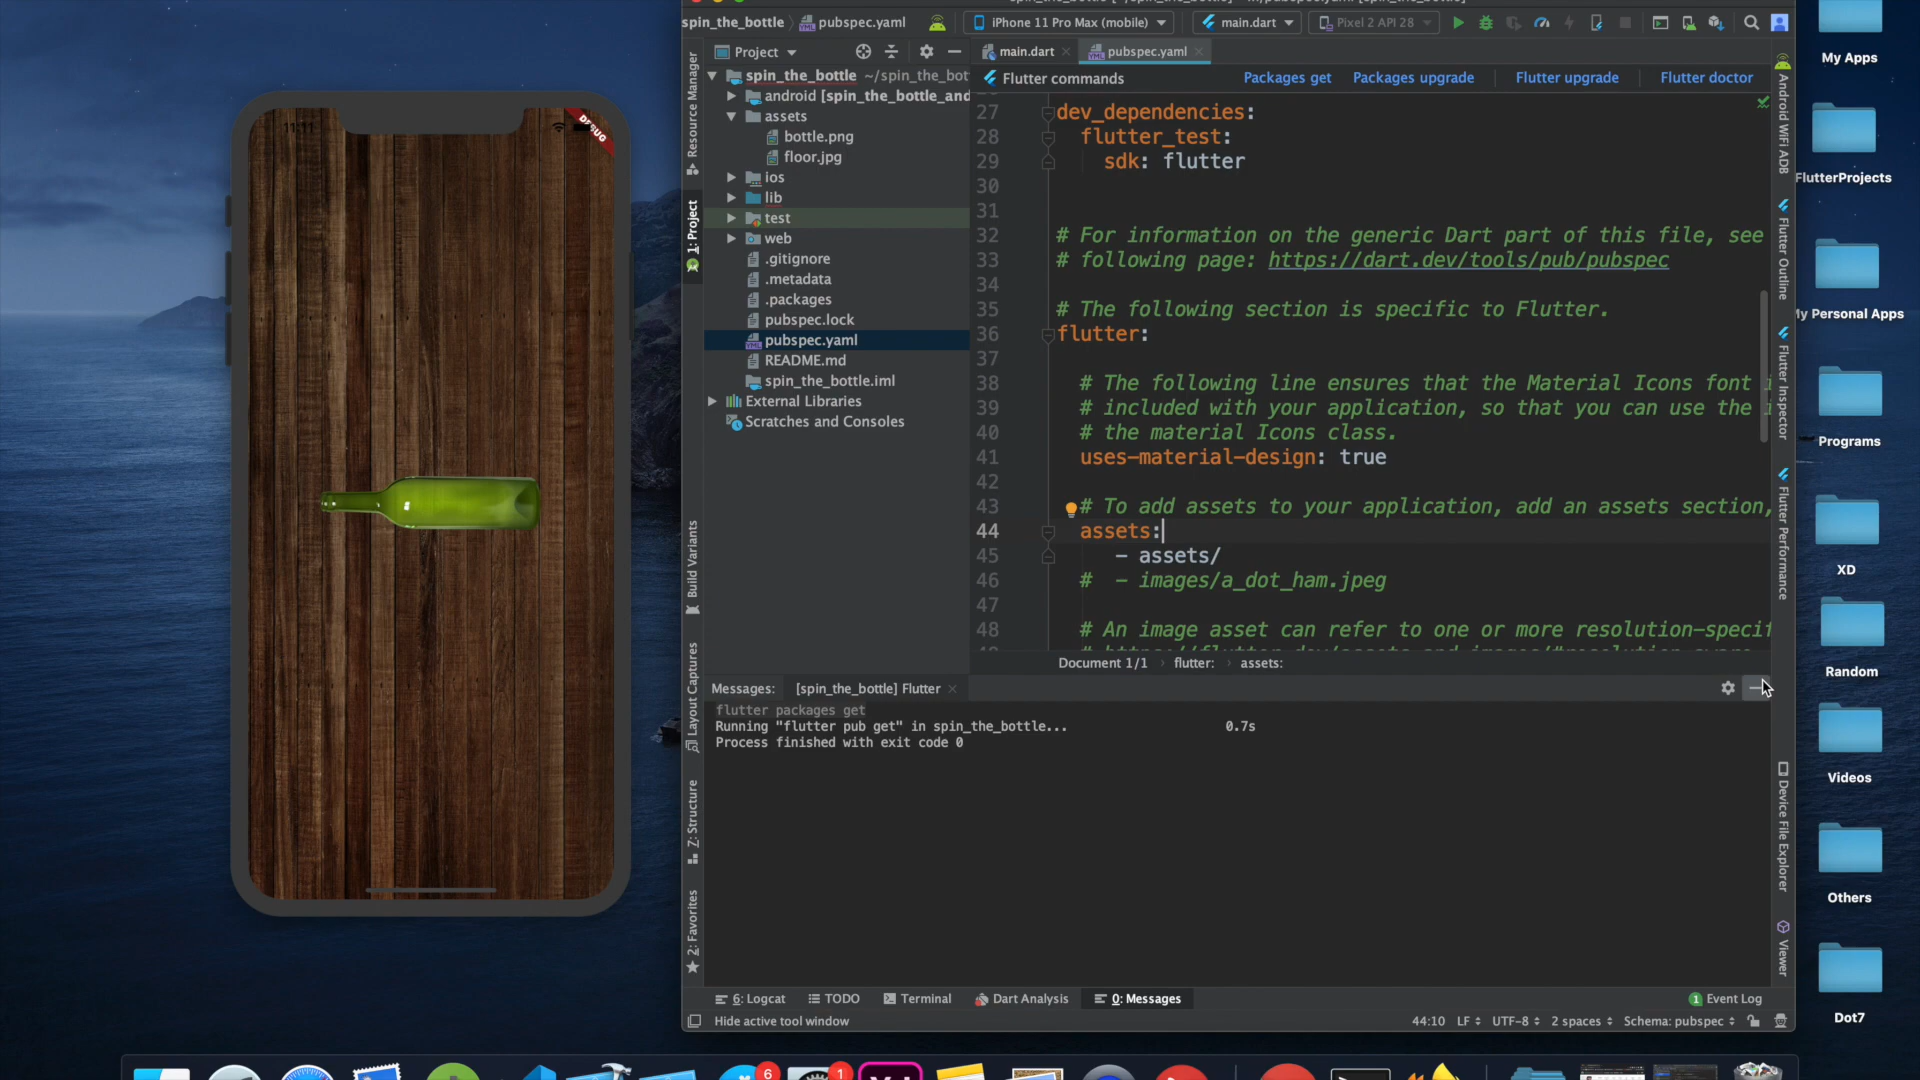 spin_the_bottle
pubspec.yaml
iPhone 11 Pro Max (mobile)
main.dart
Pixel 2 API 28
My Apps
FlutterProjects
My Personal Apps
Programs
XD
Random
Videos
Others
Dot7
11:11
DEBUG
Resource Manager
1: Project
Build Variants
Layout Captures
Z: Structure
2: Favorites
Project
spin_the_bottle ~/spin_the_bot
android [spin_the_bottle_and
assets
bottle.png
floor.jpg
ios
lib
test
web
.gitignore
.metadata
.packages
pubspec.lock
pubspec.yaml
README.md
spin_the_bottle.iml
External Libraries
Scratches and Consoles
main.dart
pubspec.yaml
Flutter commands
Packages get
Packages upgrade
Flutter upgrade
Flutter doctor
27 dev_dependencies:
28 flutter_test:
29 sdk: flutter
30
31
32 # For information on the generic Dart part of this file, see
33 # following page: https://dart.dev/tools/pub/pubspec
34
35 # The following section is specific to Flutter.
36 flutter:
37
38 # The following line ensures that the Material Icons font i
39 # included with your application, so that you can use the i
40 # the material Icons class.
41 uses-material-design: true
42
43 # To add assets to your application, add an assets section,
44 assets:
45 - assets/
46 # - images/a_dot_ham.jpeg
47
48 # An image asset can refer to one or more resolution-specif
Document 1/1 › flutter: › assets:
Android WiFi ADB
Flutter Outline
Flutter Inspector
Flutter Performance
Device File Explorer
Viewer
Messages: [spin_the_bottle] Flutter
flutter packages get
Running "flutter pub get" in spin_the_bottle... 0.7s
Process finished with exit code 0
6: Logcat
TODO
Terminal
Dart Analysis
0: Messages
1 Event Log
Hide active tool window
44:10 LF UTF-8 2 spaces Schema: pubspec
6
1